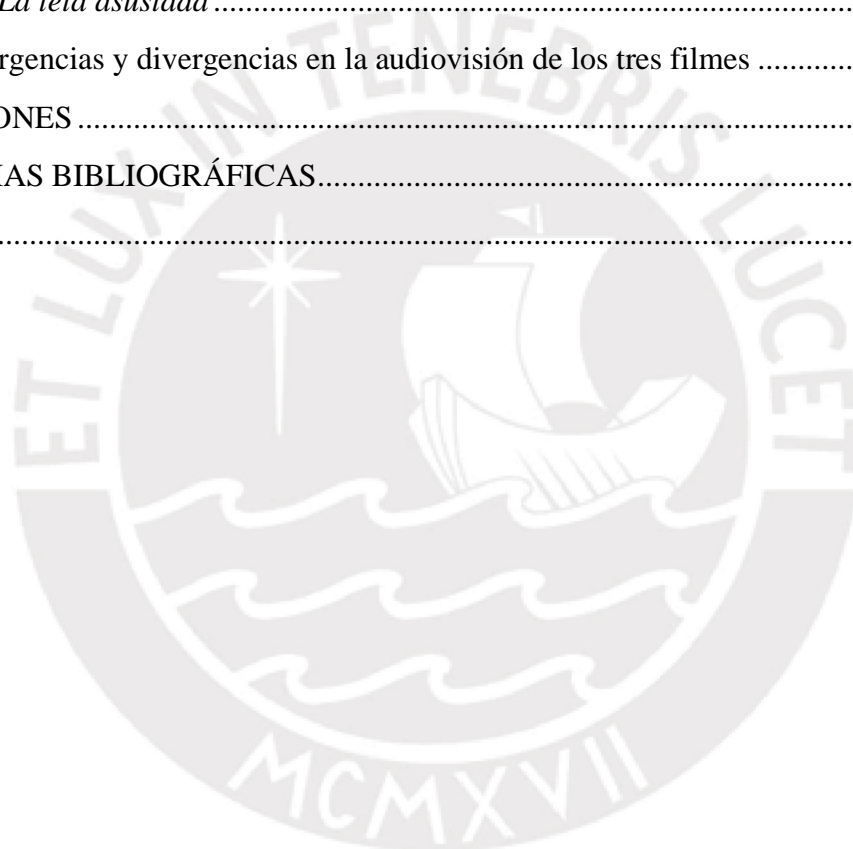 La teta asustada ................................................................................
rgencias y divergencias en la audiovisión de los tres filmes ............
ONES ..................................................................................................
AS BIBLIOGRÁFICAS ....................................................................
.............................................................................................................
ET LUX IN TENEBRIS LUCET
MCMXVII